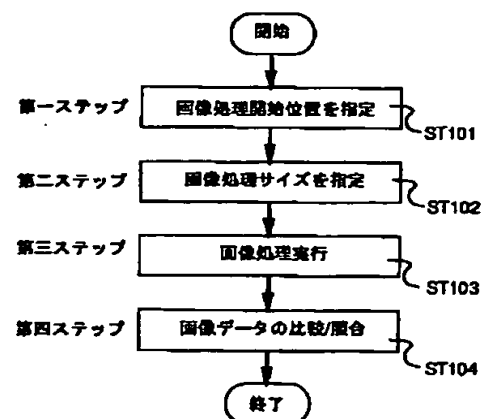 開始
第一ステップ 画像処理開始位置を指定
ST101
第二ステップ 画像処理サイズを指定
ST102
第三ステップ 画像処理実行
ST103
第四ステップ 画像データの比較/照合
ST104
終了